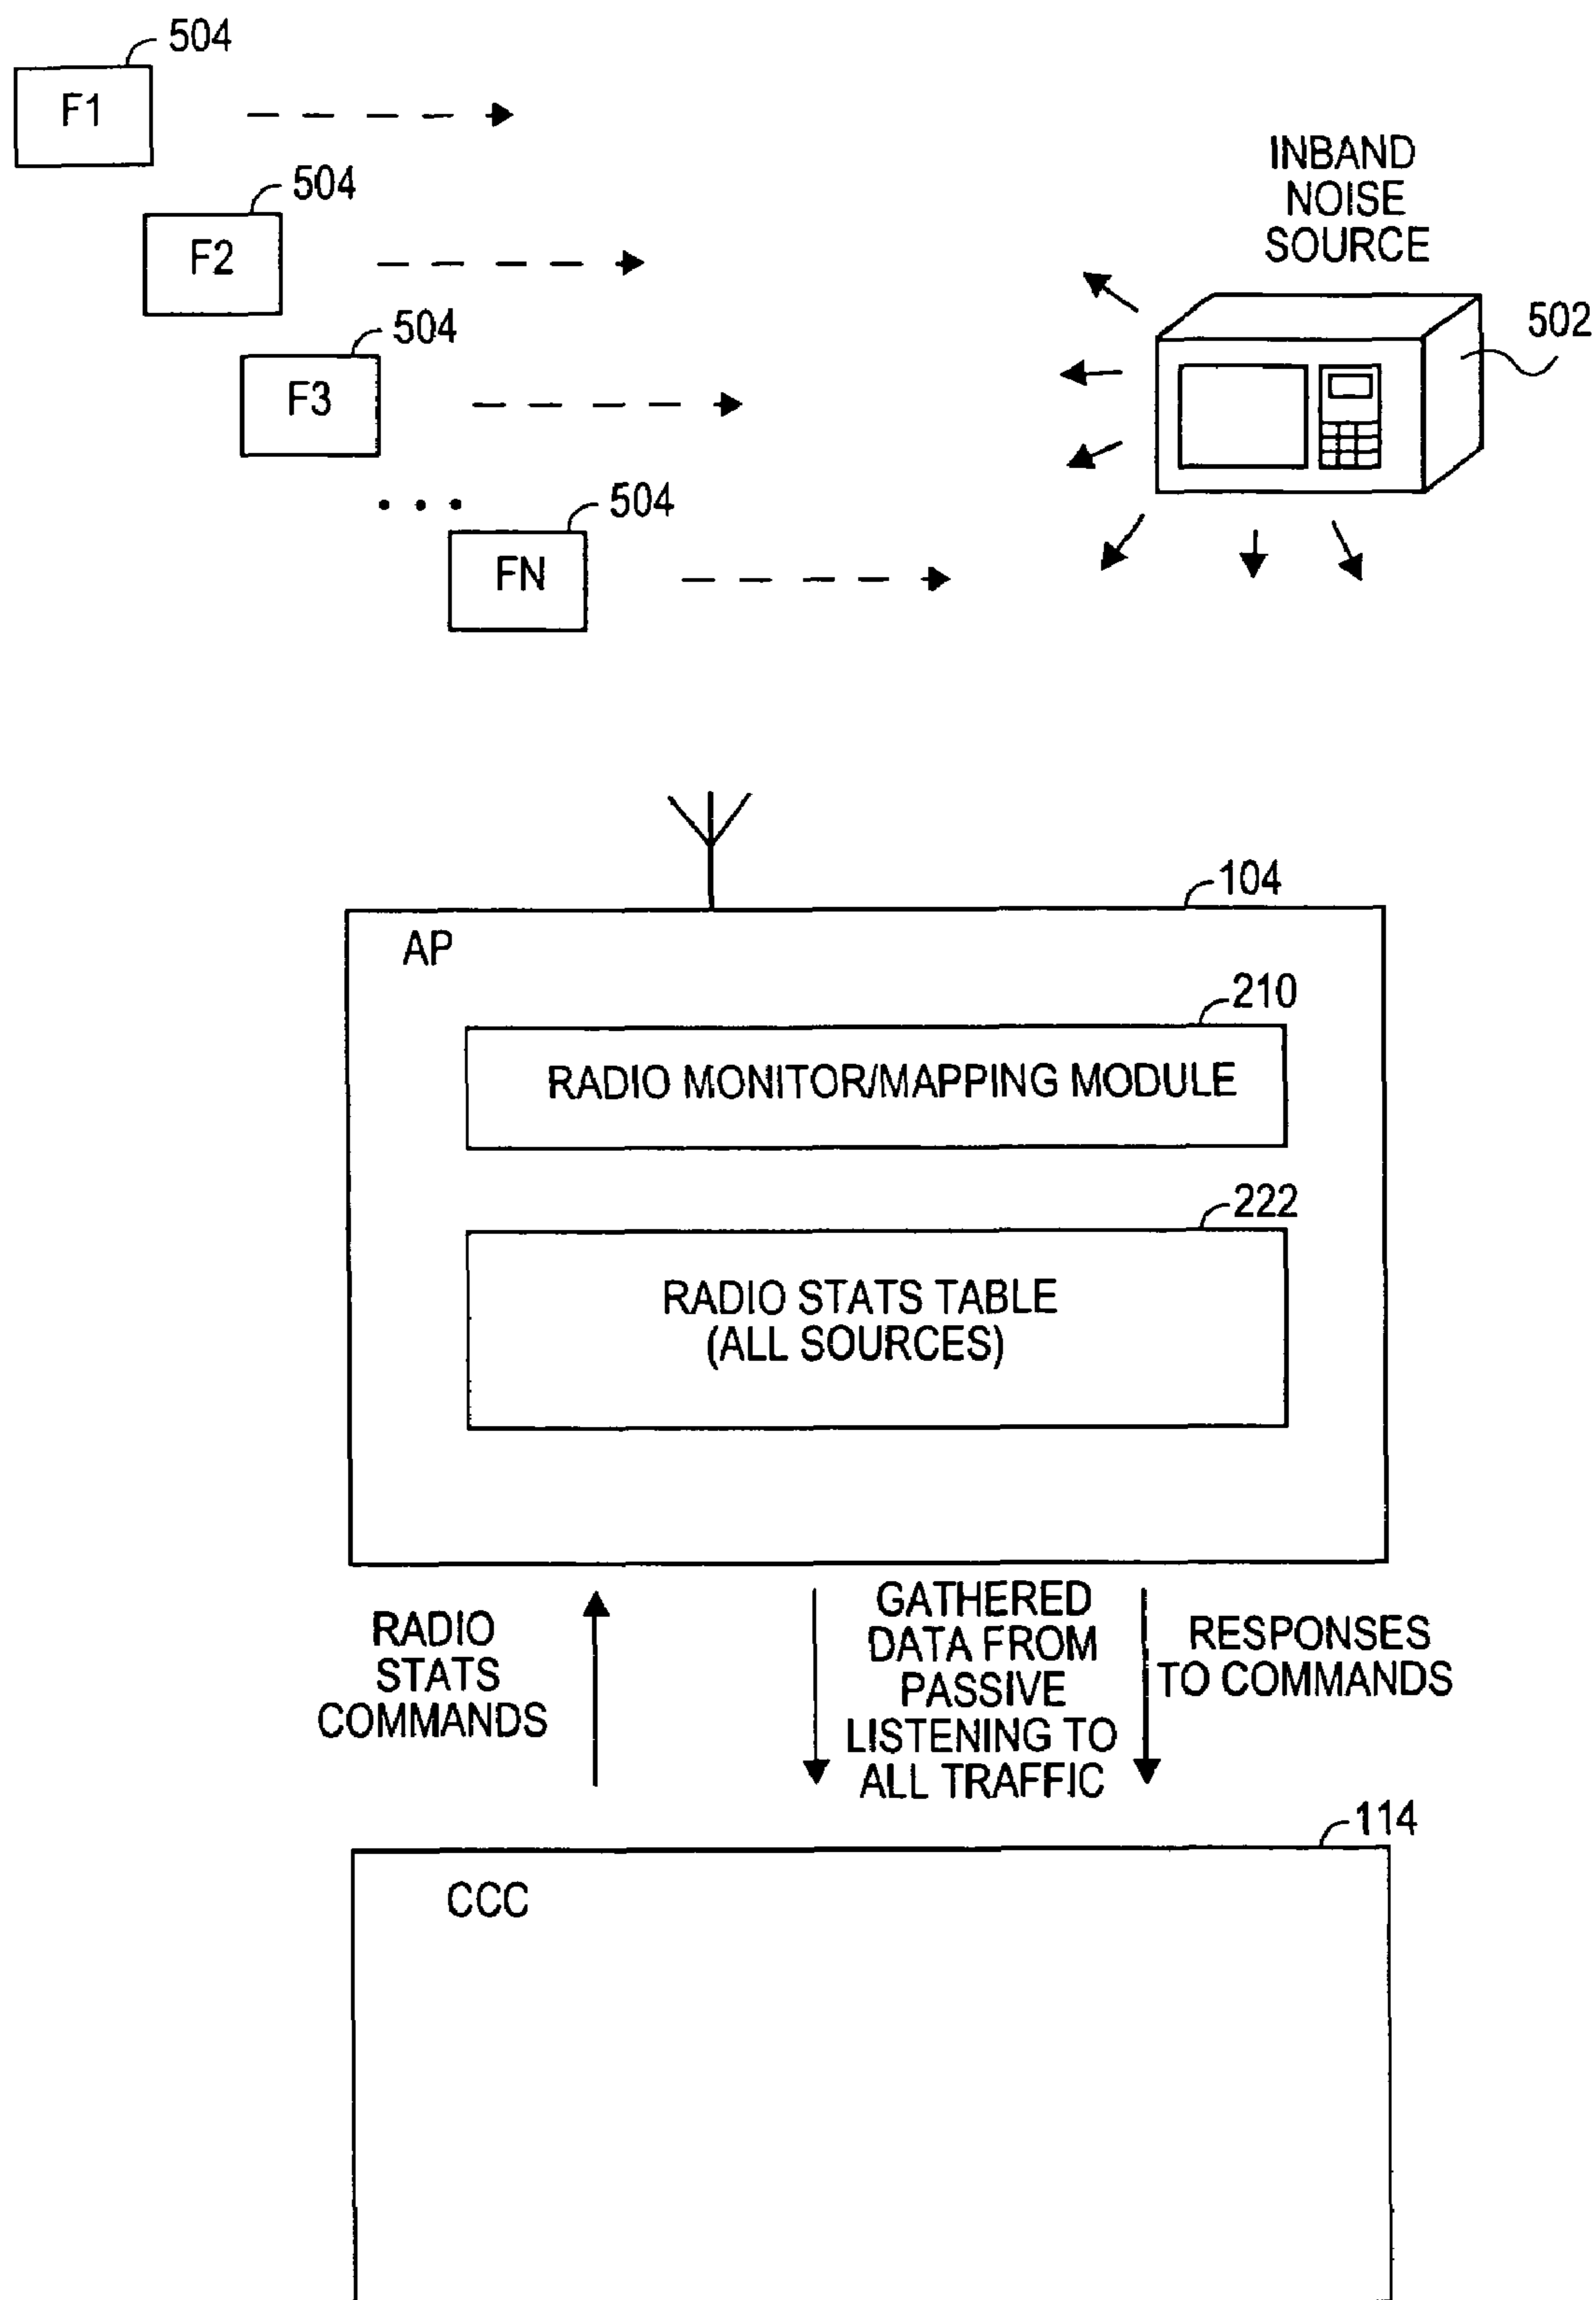 504
F1
504
F2
504
F3
504
FN
INBAND
NOISE
SOURCE
502
104
AP
210
RADIO MONITOR/MAPPING MODULE
222
RADIO STATS TABLE
(ALL SOURCES)
RADIO
STATS
COMMANDS
GATHERED
DATA FROM
PASSIVE
LISTENING TO
ALL TRAFFIC
RESPONSES
TO COMMANDS
114
CCC